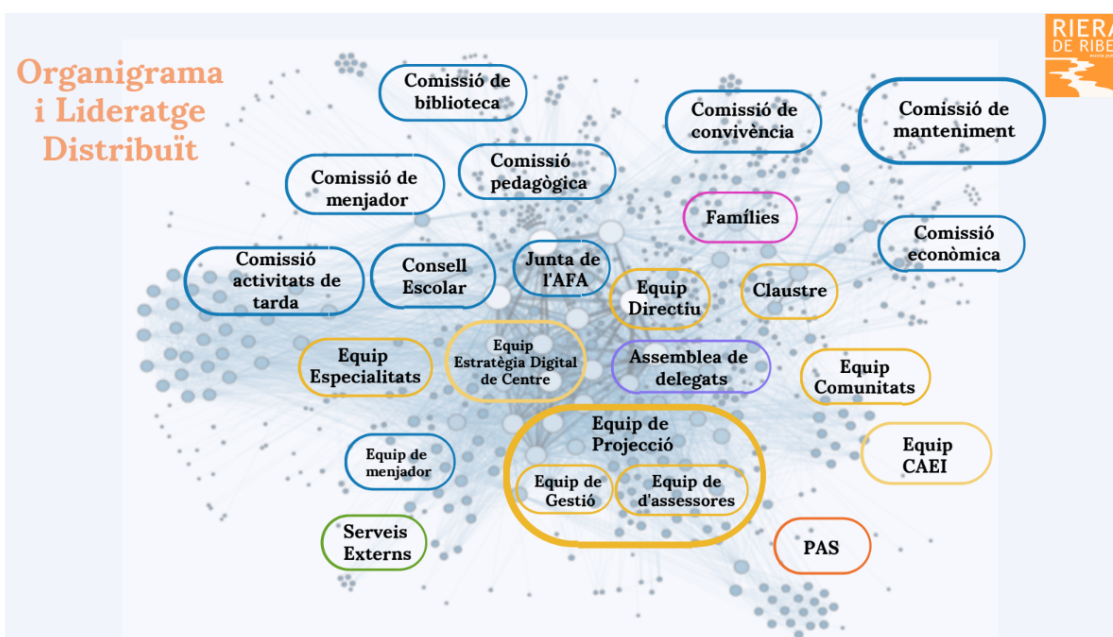 Organigrama
i Lideratge
Distribuït
RIERA
DE RIBE
Comissió de
biblioteca
Comissió de
convivència
Comissió de
manteniment
Comissió de
menjador
Comissió
pedagògica
Famílies
Comissió
econòmica
Comissió
activitats de
tarda
Consell
Escolar
Junta de
l'AFA
Equip
Directiu
Claustre
Equip
Especialitats
Equip
Estratègia Digital
de Centre
Assemblea de
delegats
Equip
Comunitats
Equip de
Projecció
Equip de
menjador
Equip
CAEI
Equip de
Gestió
Equip de
d'assessores
Serveis
Externs
PAS